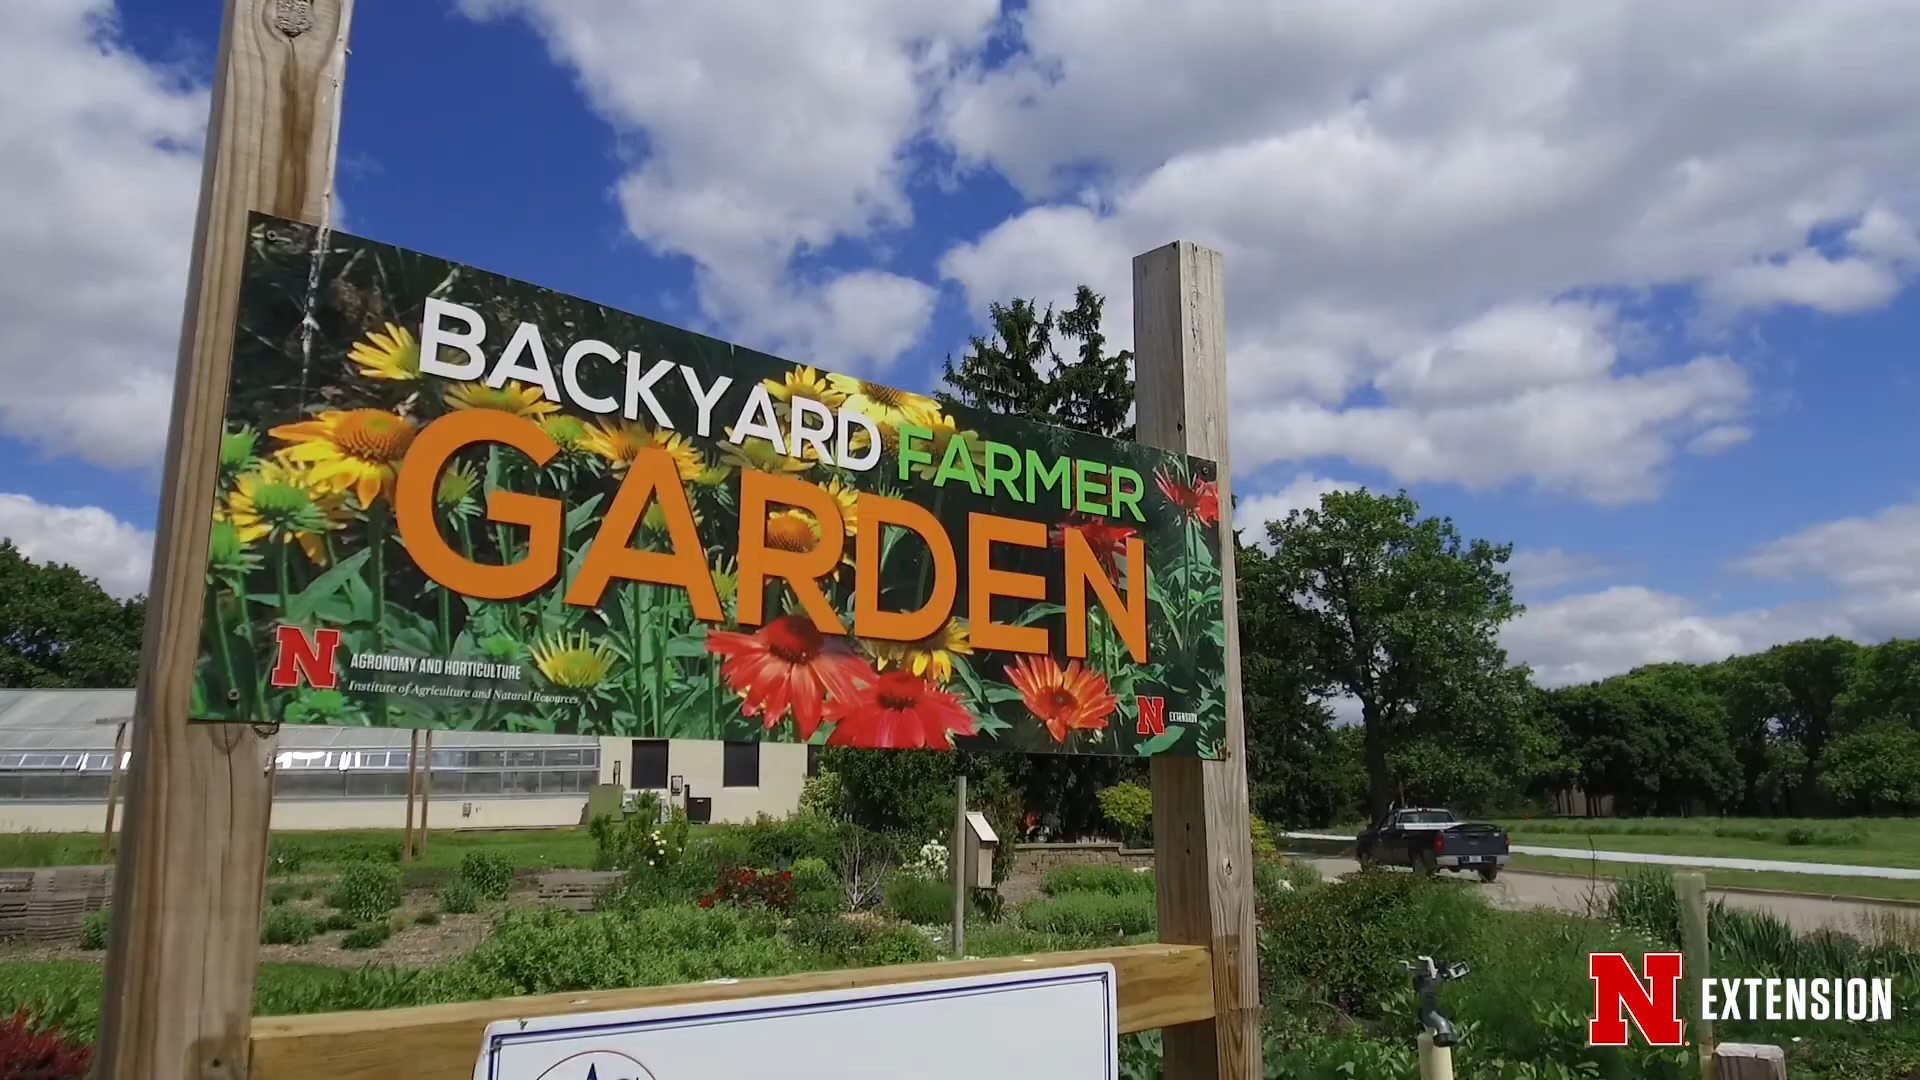 BACKYARD FARMER
GARDEN
N AGRONOMY AND HORTICULTURE
Institute of Agriculture and Natural Resources
N EXTENSION
N EXTENSION